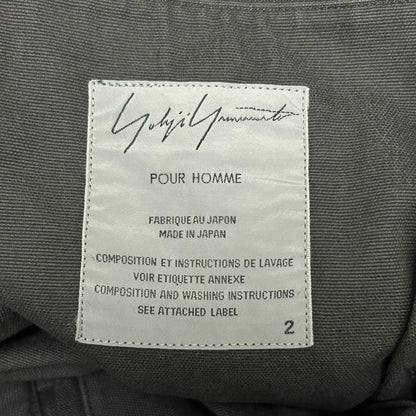 Yohji Yamamoto
POUR HOMME
FABRIQUE AU JAPON
MADE IN JAPAN
COMPOSITION ET INSTRUCTIONS DE LAVAGE
VOIR ETIQUETTE ANNEXE
COMPOSITION AND WASHING INSTRUCTIONS
SEE ATTACHED LABEL
2